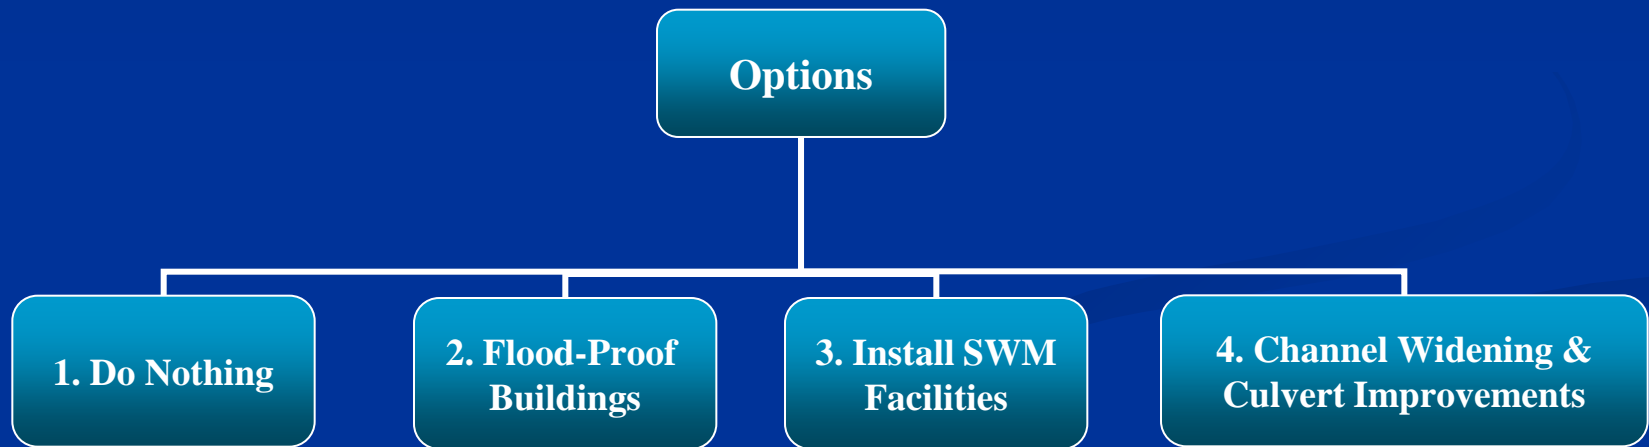 Options
1. Do Nothing
2. Flood-Proof
Buildings
3. Install SWM
Facilities
4. Channel Widening &
Culvert Improvements